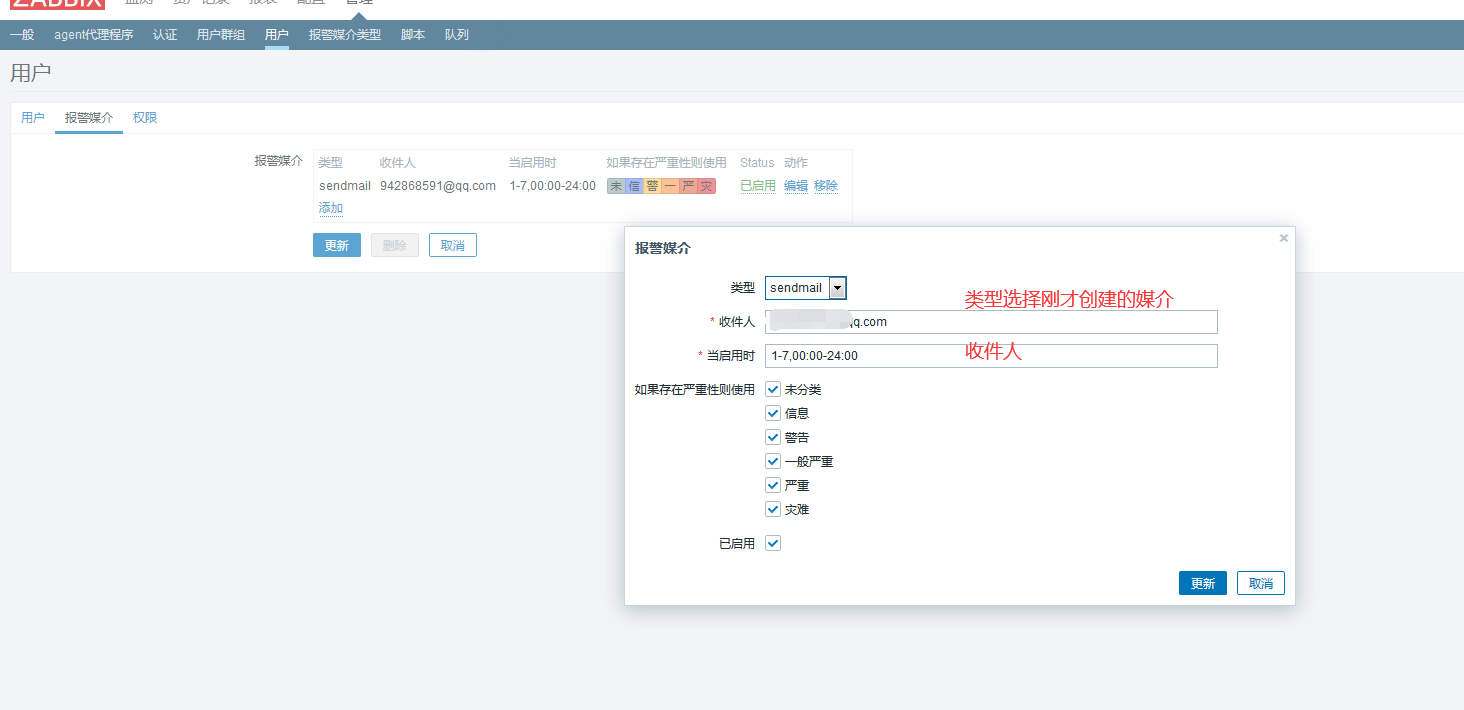 ZABBIX 监测 资产记录 报表 配置 管理
一般 agent代理程序 认证 用户群组 用户 报警媒介类型 脚本 队列
用户
用户 报警媒介 权限
报警媒介 类型 收件人 当启用时 如果存在严重性则使用 Status 动作
sendmail 942868591@qq.com 1-7,00:00-24:00 未 信 警 一 严 灾 已启用 编辑 移除
添加
更新 删除 取消
报警媒介 ×
类型 sendmail
类型选择刚才创建的媒介
* 收件人 qq.com
* 当启用时 1-7,00:00-24:00
收件人
如果存在严重性则使用 未分类
信息
警告
一般严重
严重
灾难
已启用
更新 取消